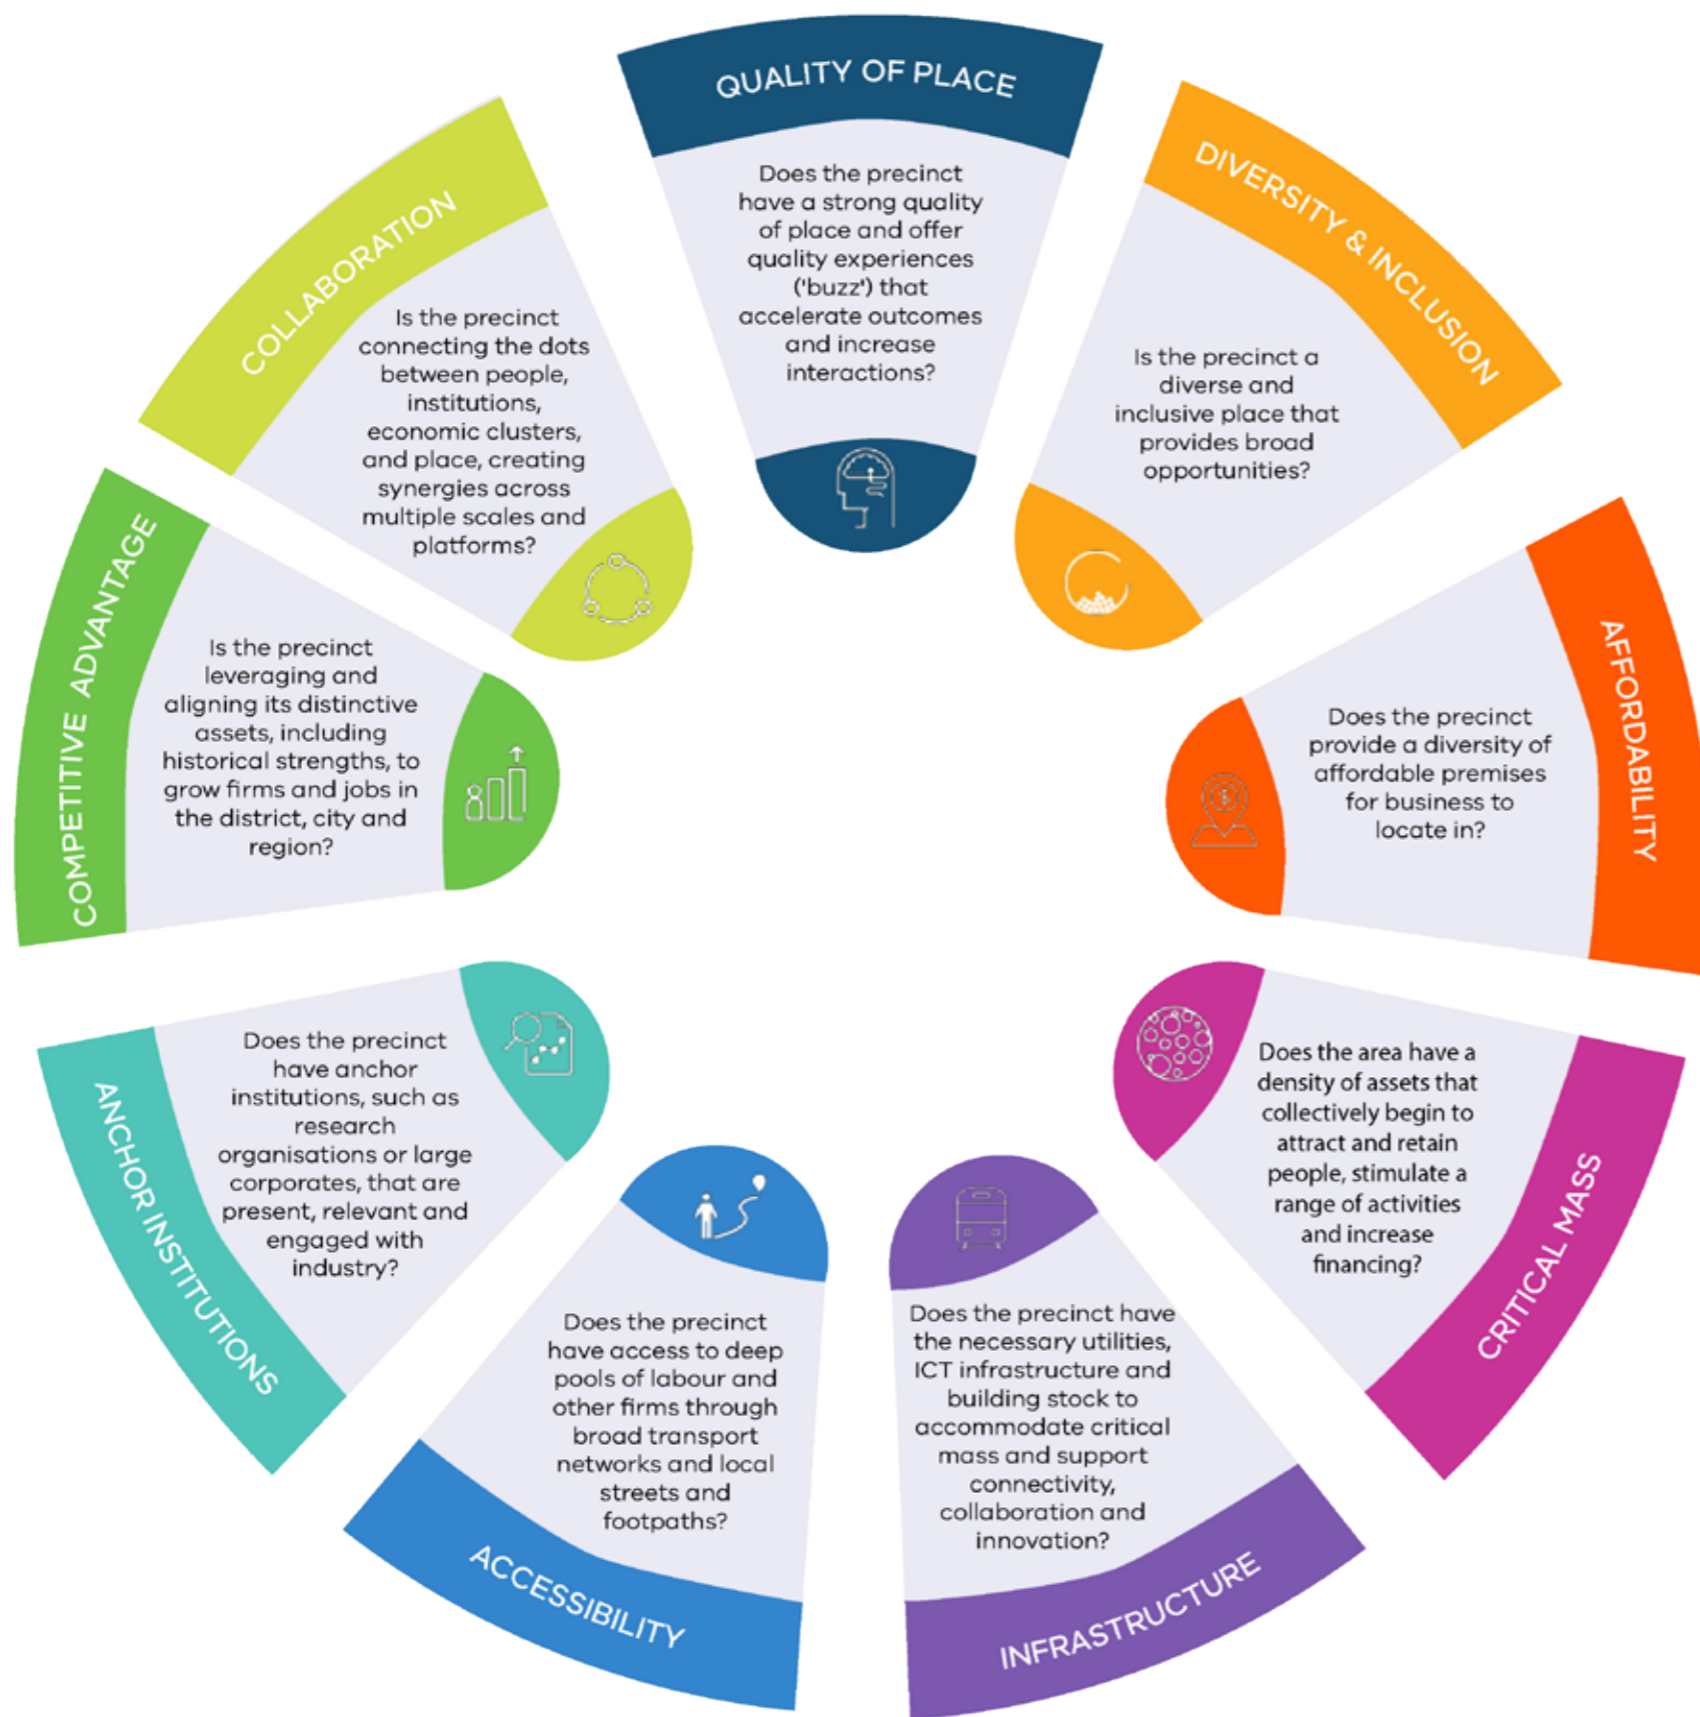 QUALITY OF PLACE
Does the precinct
have a strong quality
of place and offer
quality experiences
('buzz') that
accelerate outcomes
and increase
interactions?
DIVERSITY & INCLUSION
Is the precinct a
diverse and
inclusive place that
provides broad
opportunities?
AFFORDABILITY
Does the precinct
provide a diversity of
affordable premises
for business to
locate in?
$
CRITICAL MASS
Does the area have a
density of assets that
collectively begin to
attract and retain
people, stimulate a
range of activities
and increase
financing?
INFRASTRUCTURE
Does the precinct have
the necessary utilities,
ICT infrastructure and
building stock to
accommodate critical
mass and support
connectivity,
collaboration and
innovation?
ACCESSIBILITY
Does the precinct
have access to deep
pools of labour and
other firms through
broad transport
networks and local
streets and
footpaths?
ANCHOR INSTITUTIONS
Does the precinct
have anchor
institutions, such as
research
organisations or large
corporates, that are
present, relevant and
engaged with
industry?
COMPETITIVE ADVANTAGE
Is the precinct
leveraging and
aligning its distinctive
assets, including
historical strengths, to
grow firms and jobs in
the district, city and
region?
COLLABORATION
Is the precinct
connecting the dots
between people,
institutions,
economic clusters,
and place, creating
synergies across
multiple scales and
platforms?